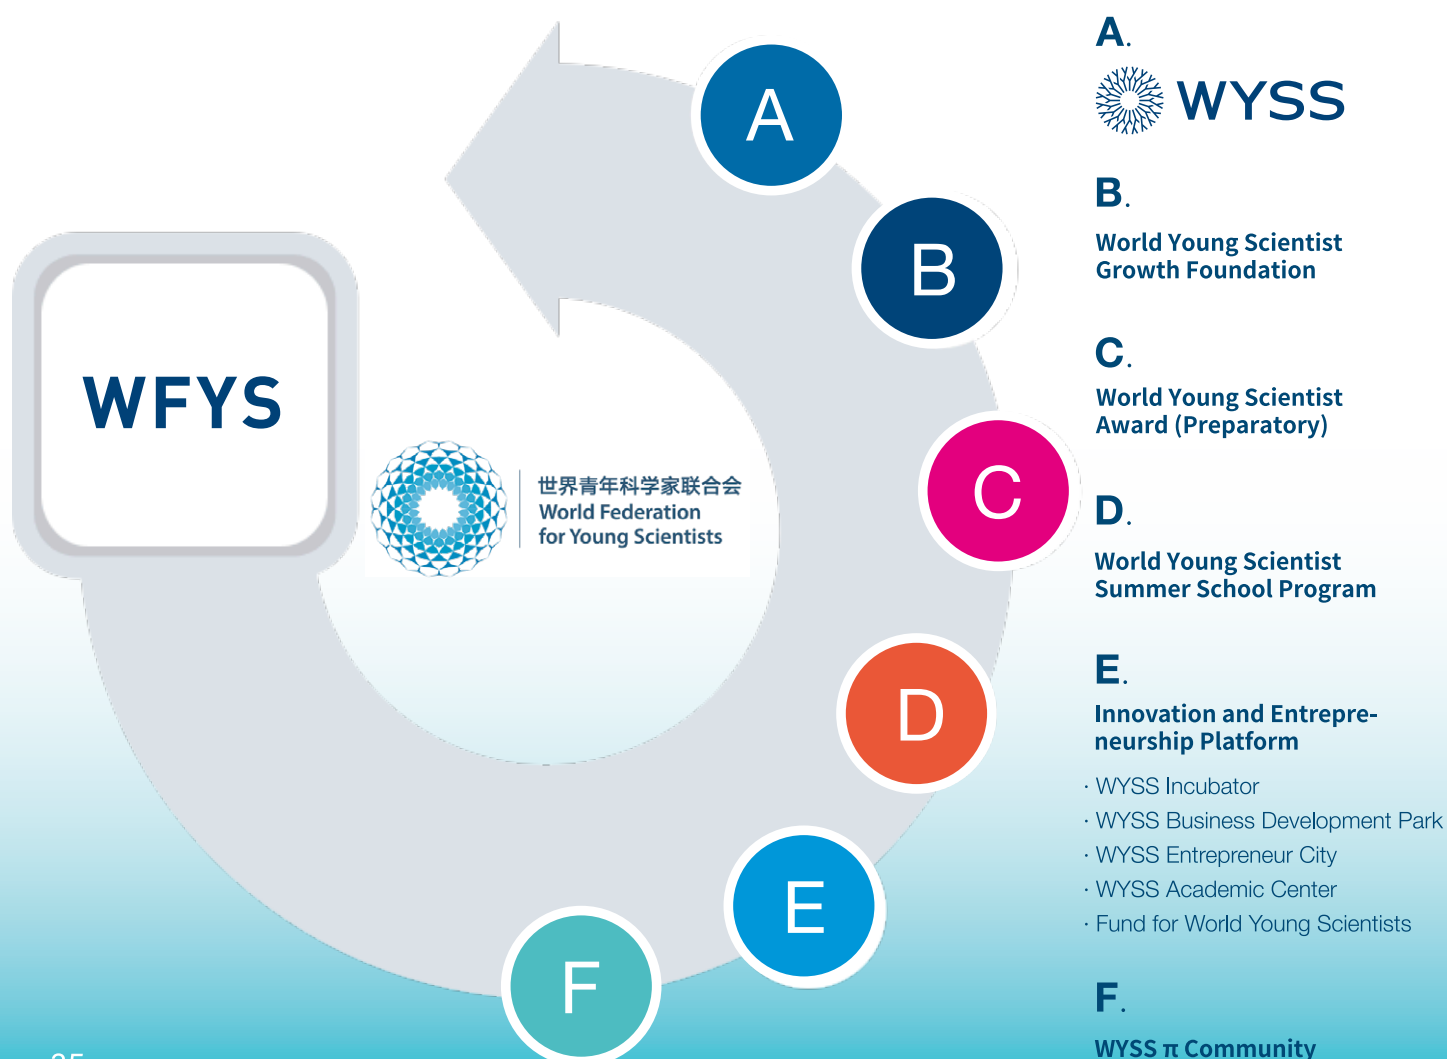 WFYS
世界青年科学家联合会
World Federation
for Young Scientists
A
B
C
D
E
F
A.
WYSS
B.
World Young Scientist
Growth Foundation
C.
World Young Scientist
Award (Preparatory)
D.
World Young Scientist
Summer School Program
E.
Innovation and Entrepre-
neurship Platform
· WYSS Incubator
· WYSS Business Development Park
· WYSS Entrepreneur City
· WYSS Academic Center
· Fund for World Young Scientists
F.
WYSS π Community